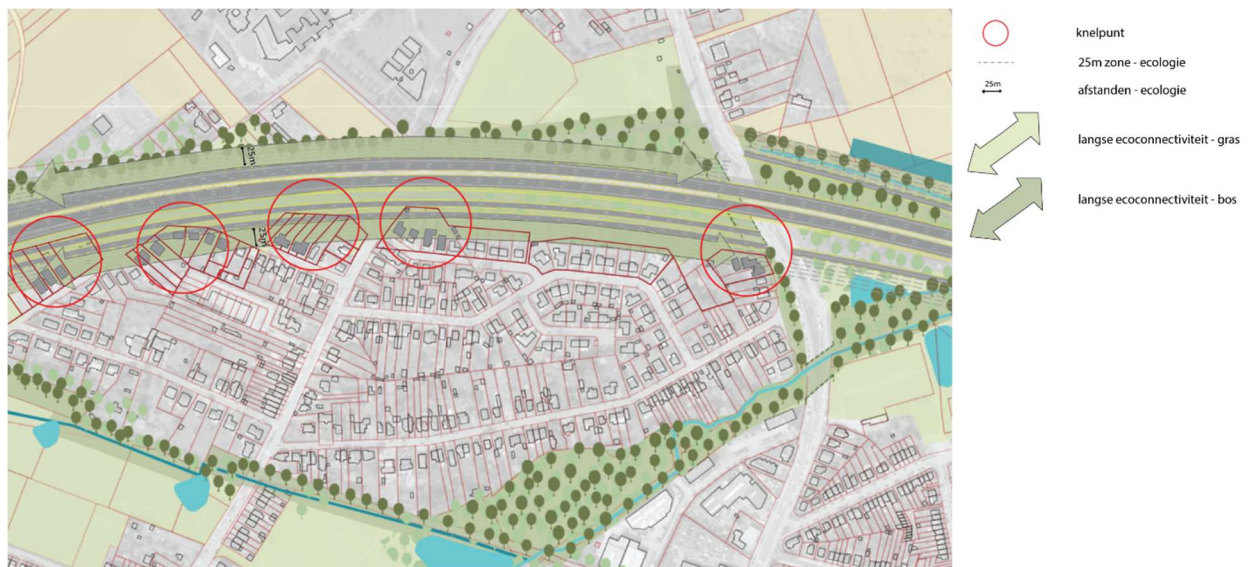 knelpunt
25m zone - ecologie
25m
afstanden - ecologie
langse ecoconnectiviteit - gras
langse ecoconnectiviteit - bos
25m
25m